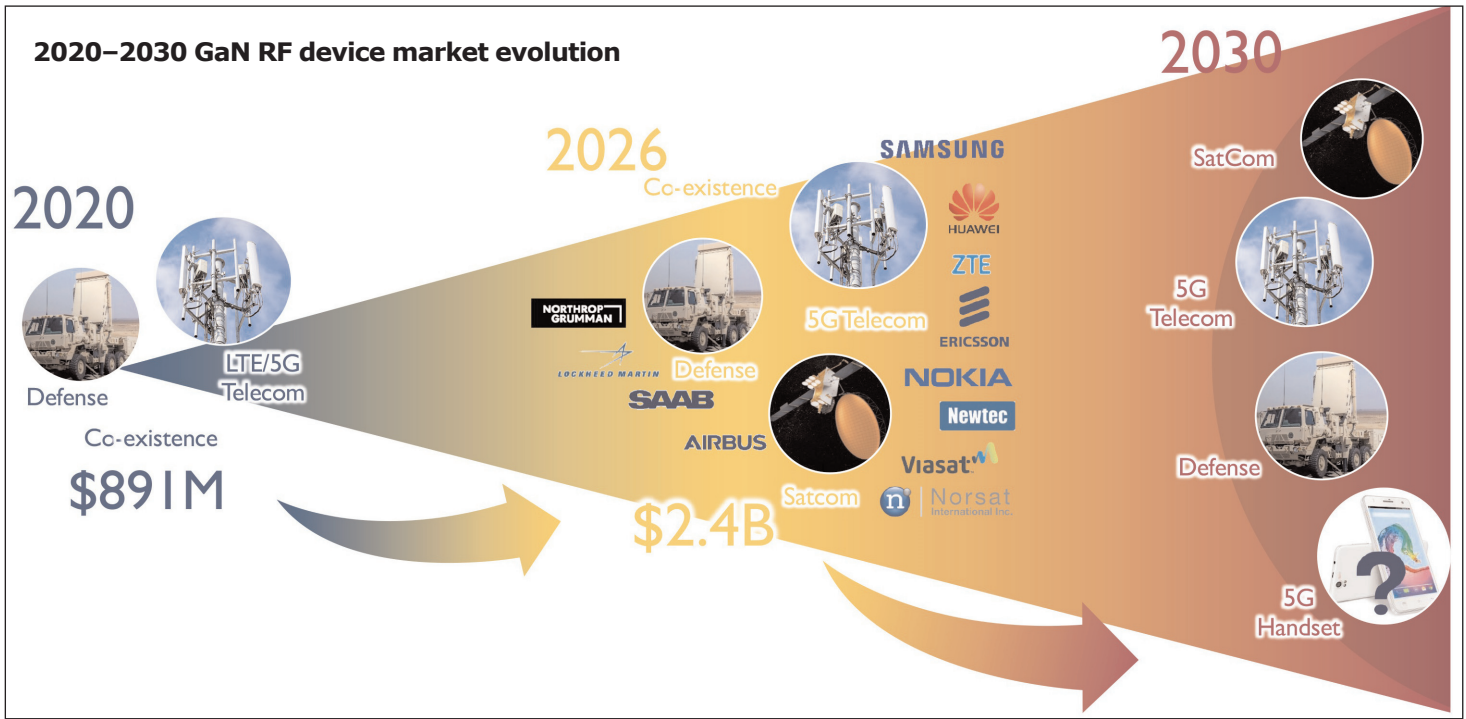 2020–2030 GaN RF device market evolution
2020
Defense
LTE/5G
Telecom
Co-existence
$891M
2026
Co-existence
NORTHROP
GRUMMAN
LOCKHEED MARTIN
Defense
SAAB
AIRBUS
5G Telecom
Satcom
$2.4B
SAMSUNG
HUAWEI
ZTE
ERICSSON
NOKIA
Newtec
Viasat
n Norsat
International Inc.
2030
SatCom
5G
Telecom
Defense
?
5G
Handset